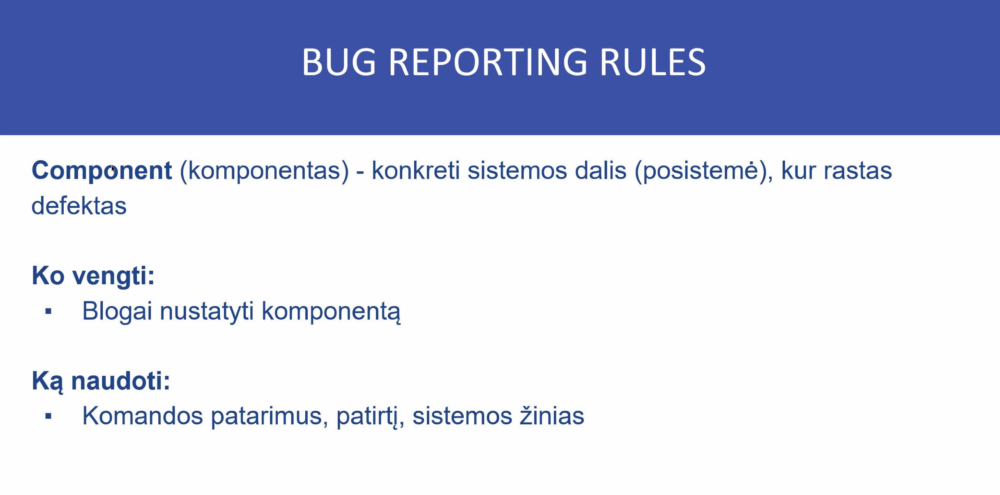 BUG REPORTING RULES
Component (komponentas) - konkreti sistemos dalis (posistemė), kur rastas
defektas
Ko vengti:
▪ Blogai nustatyti komponentą
Ką naudoti:
▪ Komandos patarimus, patirtį, sistemos žinias